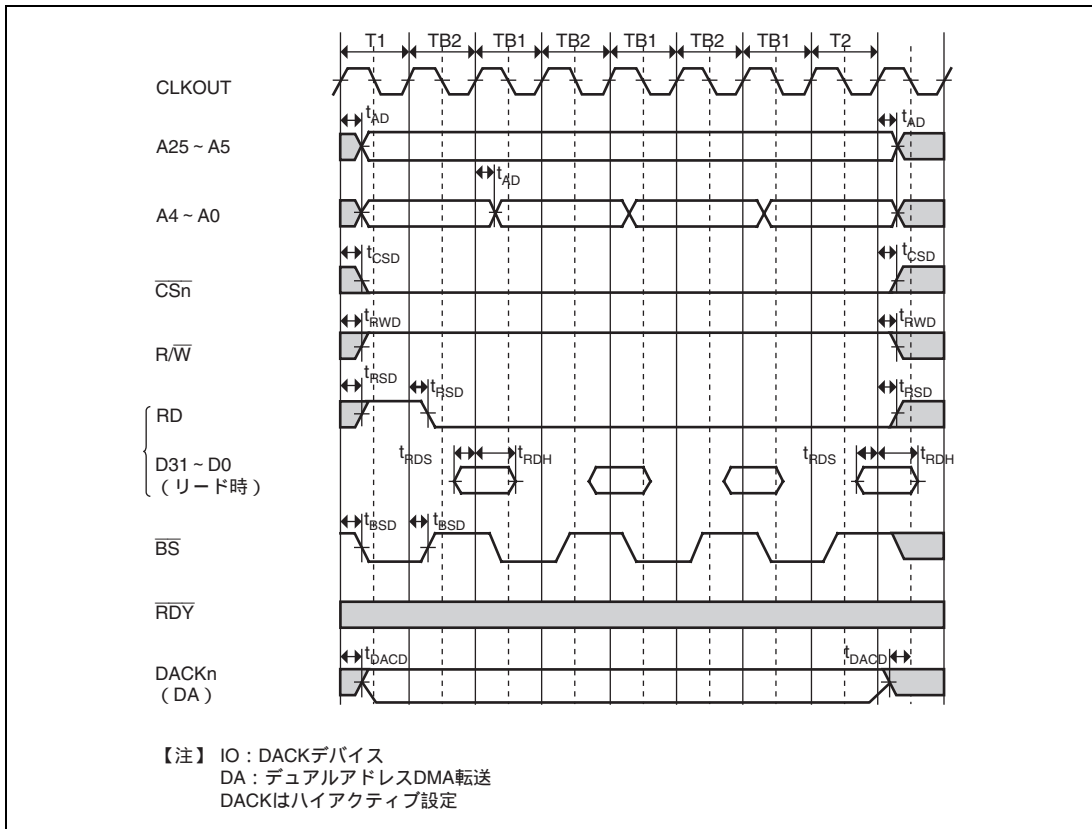 T1 TB2 TB1 TB2 TB1 TB2 TB1 T2
CLKOUT
tAD tAD
A25 ~ A5
tAD
A4 ~ A0
tCSD tCSD
CSn
tRWD tRWD
R/W
tRSD tRSD tRSD
RD
tRDS tRDH tRDS tRDH
D31 ~ D0
（リード時）
tBSD tBSD
BS
RDY
tDACD tDACD
DACKn
（DA）
【注】 IO：DACKデバイス
DA：デュアルアドレスDMA転送
DACKはハイアクティブ設定